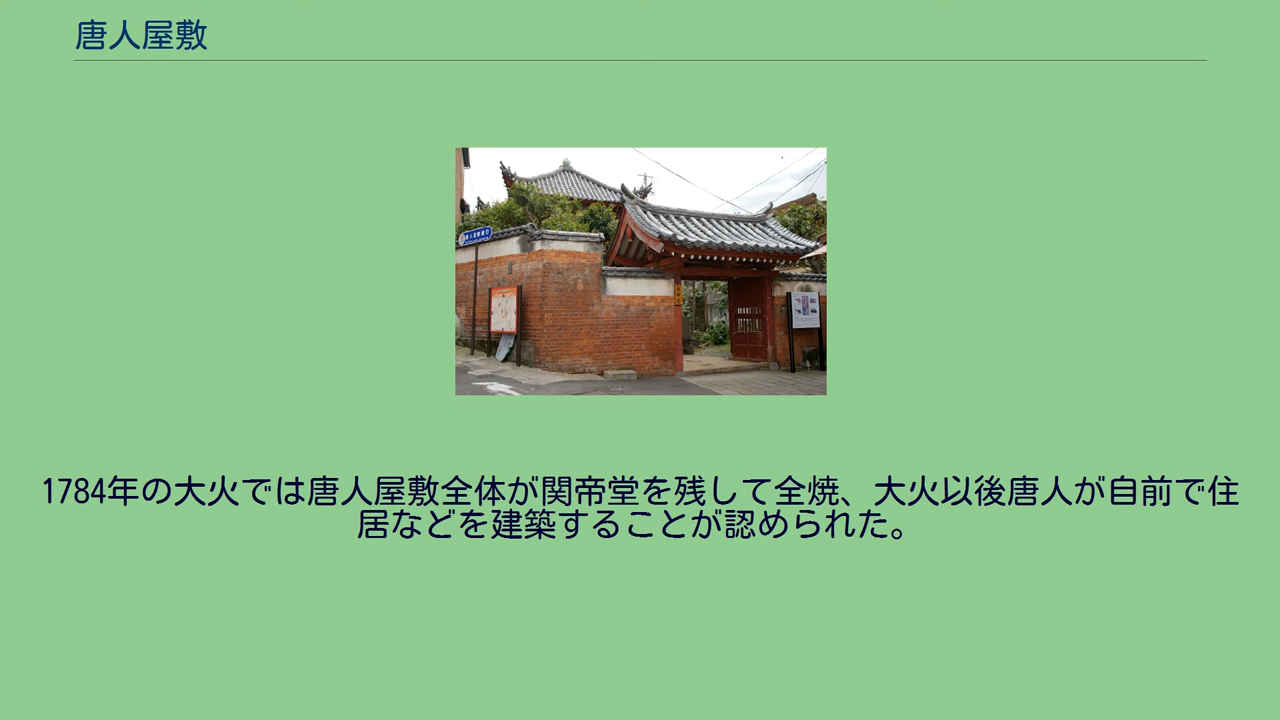 唐人屋敷
1784年の大火では唐人屋敷全体が関帝堂を残して全焼、大火以後唐人が自前で住
居などを建築することが認められた。